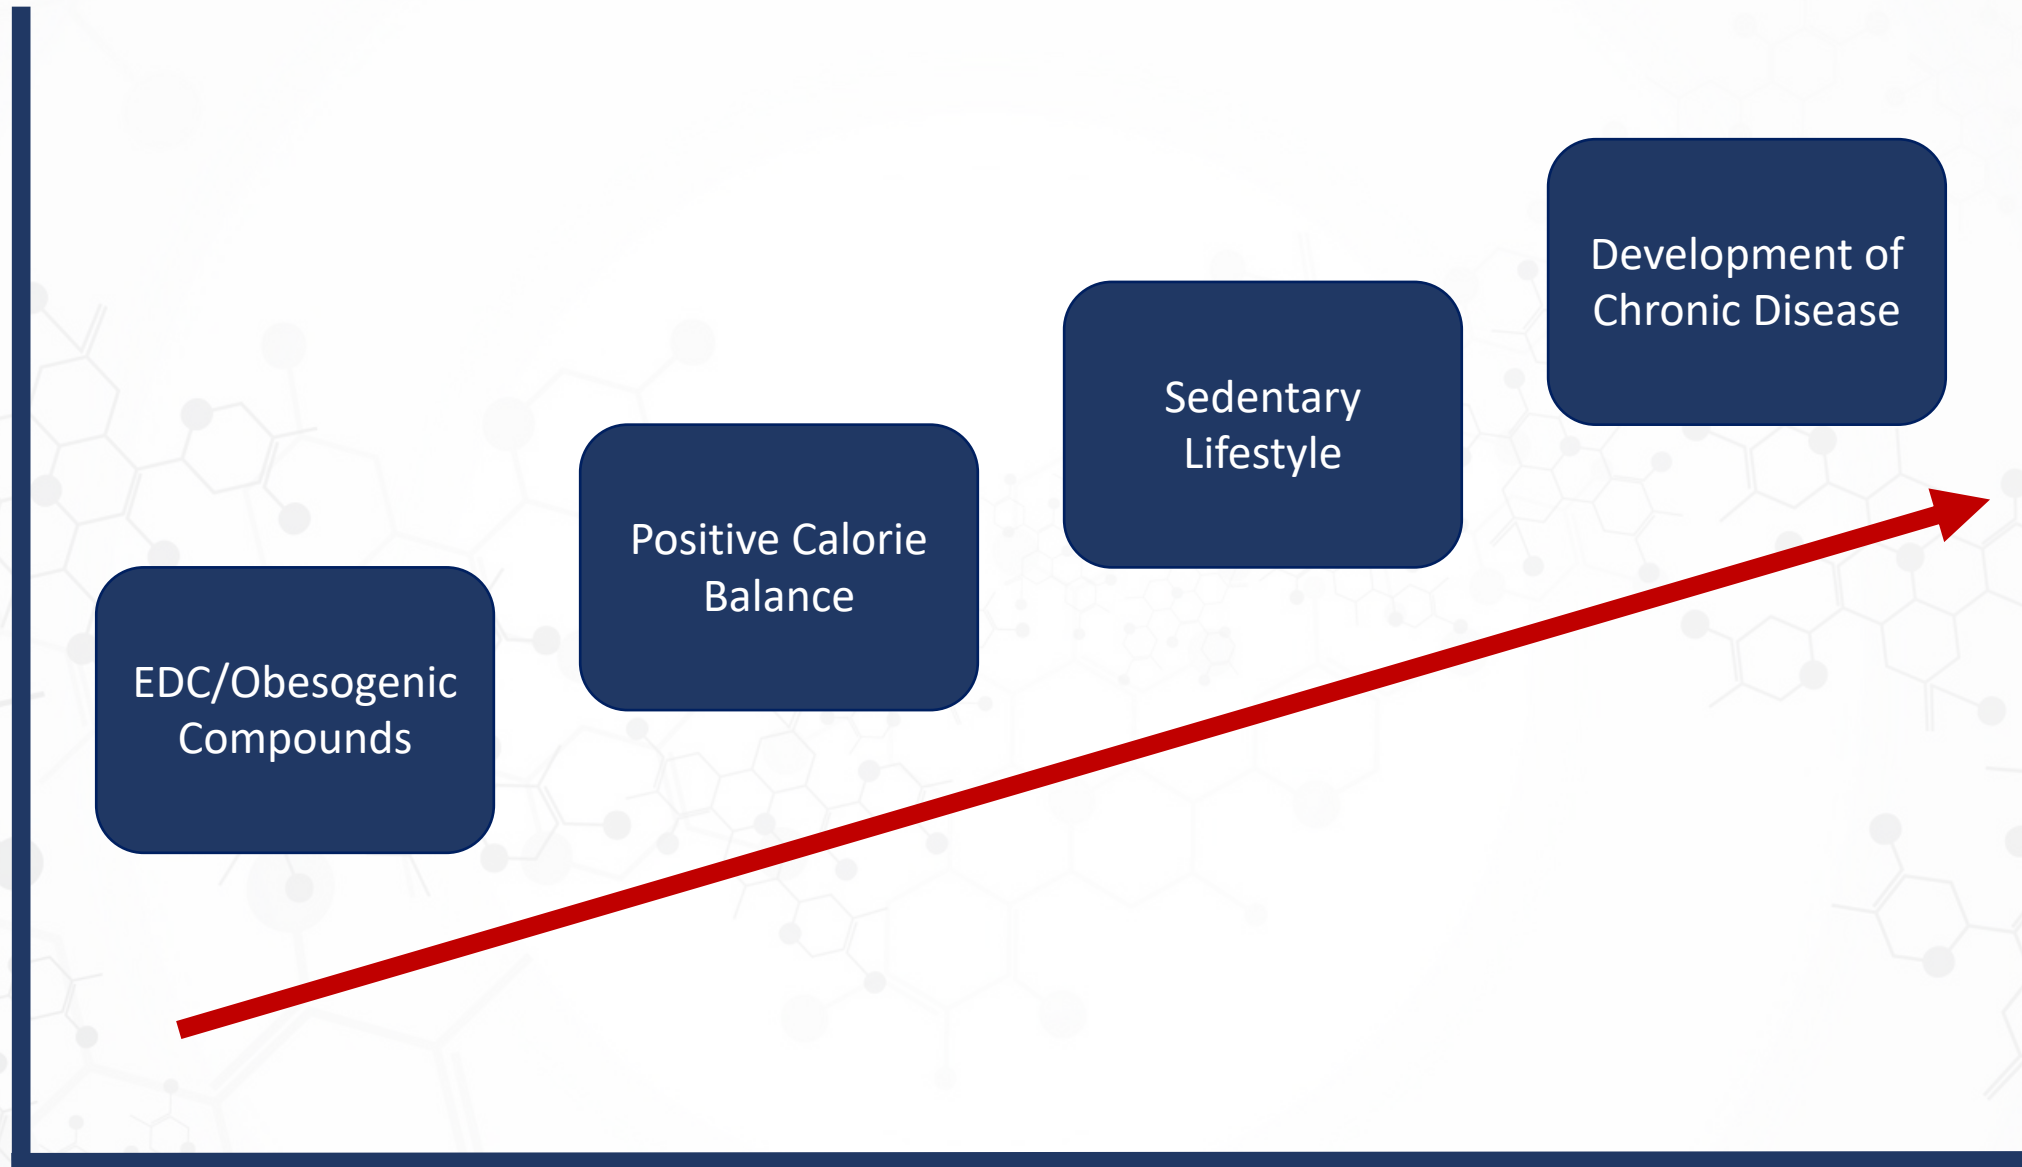 EDC/Obesogenic
Compounds
Positive Calorie
Balance
Sedentary
Lifestyle
Development of
Chronic Disease